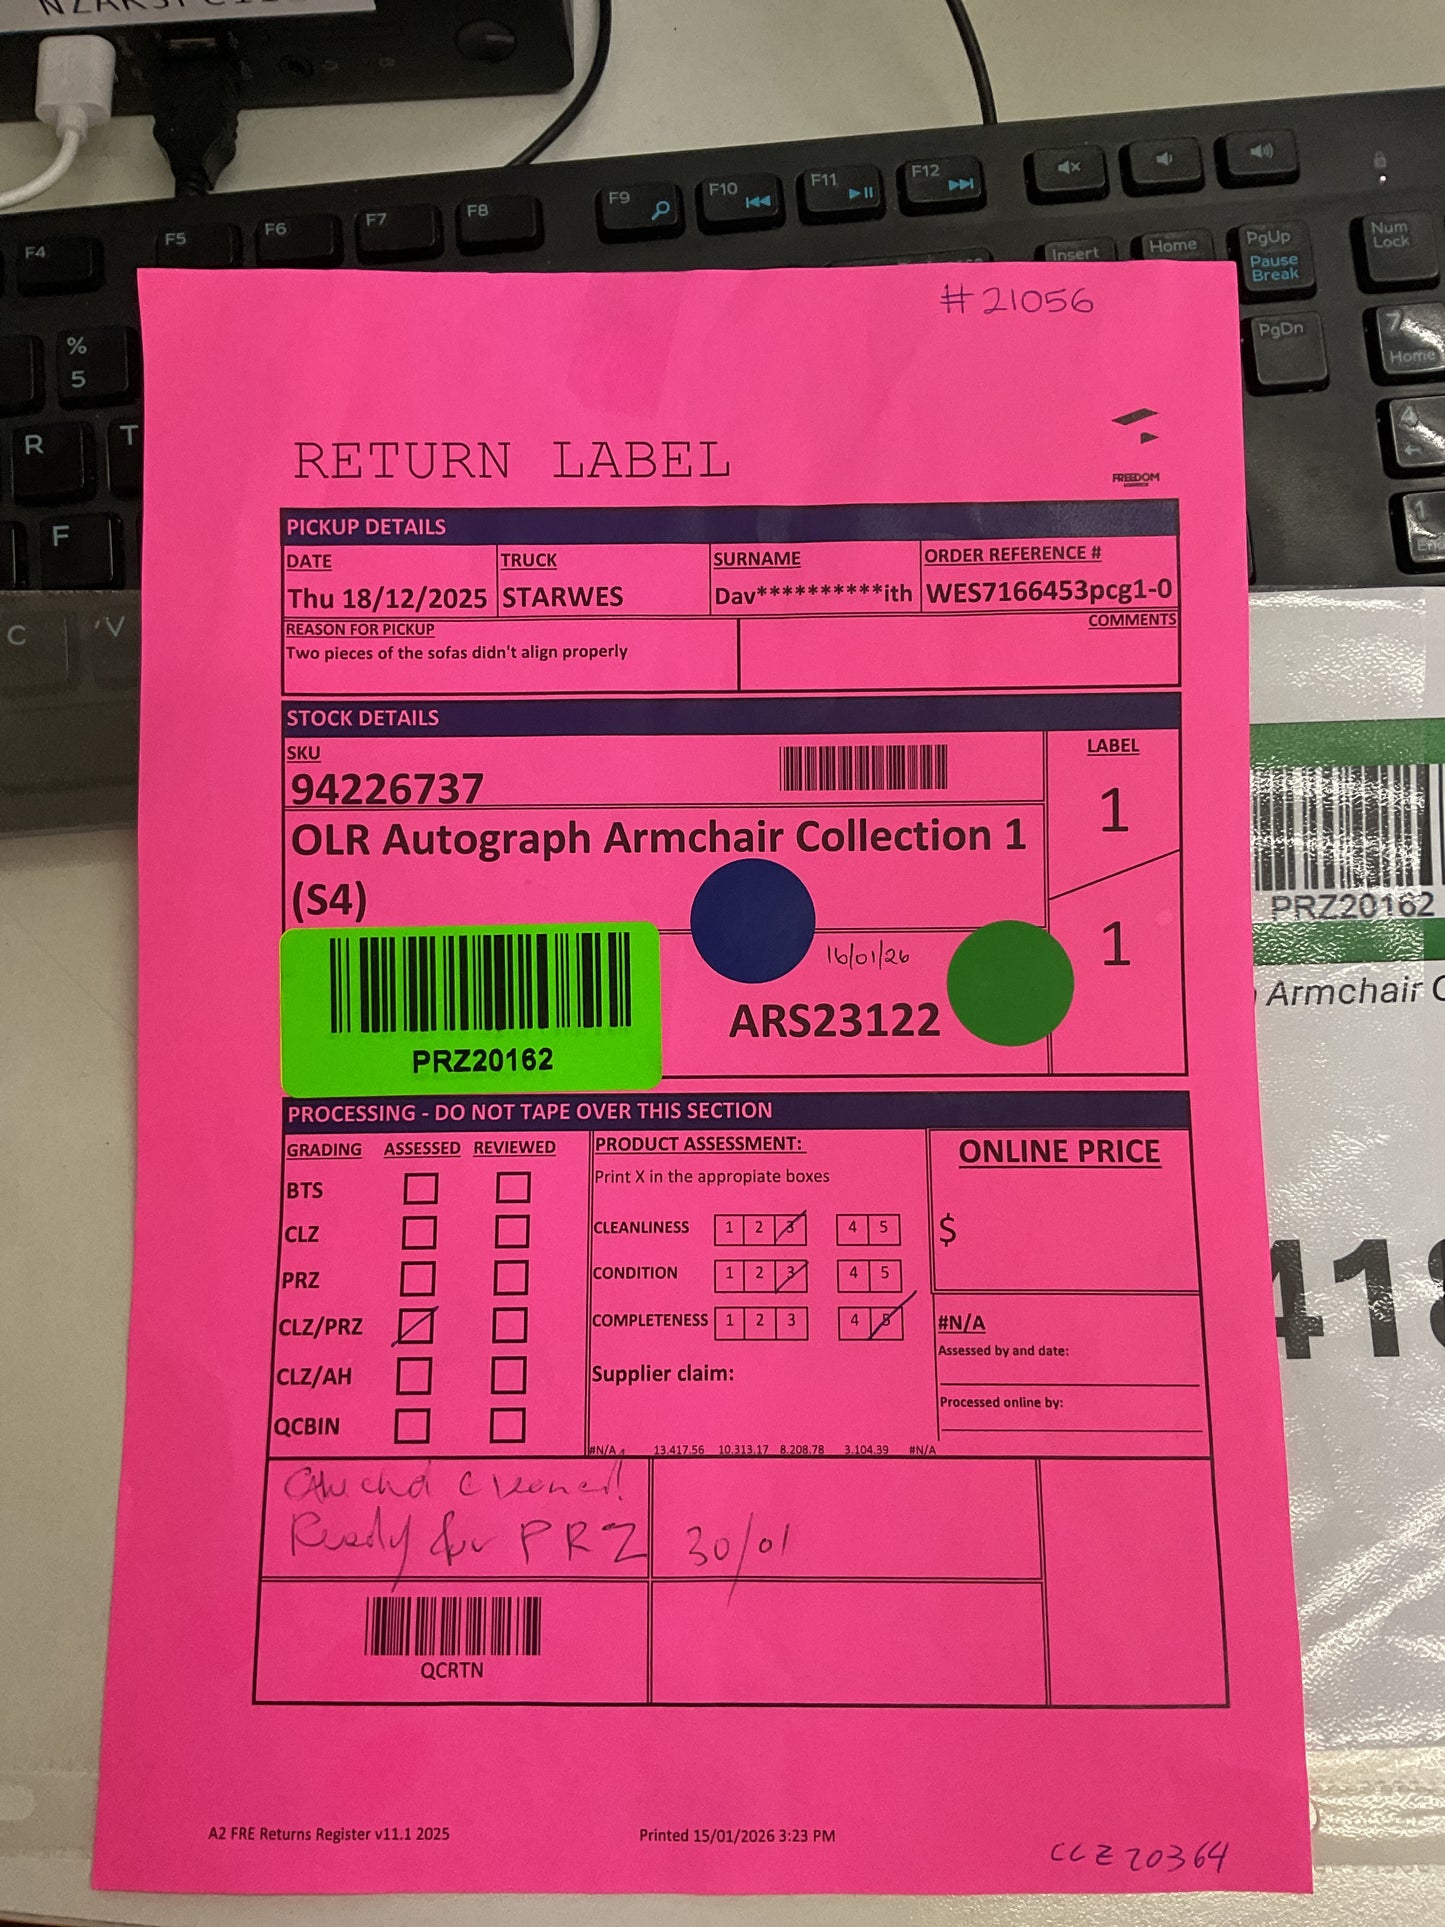 F4
F5
F6
F7
F8
F9
F10
F11
F12
Insert
Home
PgUp
Pause
Break
Num
Lock
%
5
PgDn
7
Home
R
T
4
F
1
C
V
#21056
RETURN LABEL
FREEDOM
PICKUP DETAILS
DATE TRUCK SURNAME ORDER REFERENCE #
Thu 18/12/2025 STARWES Dav**********ith WES7166453pcg1-0
REASON FOR PICKUP COMMENTS
Two pieces of the sofas didn't align properly
STOCK DETAILS
SKU LABEL
94226737 1
OLR Autograph Armchair Collection 1
(S4)
16/01/26 1
ARS23122
PRZ20162
PROCESSING - DO NOT TAPE OVER THIS SECTION
GRADING ASSESSED REVIEWED PRODUCT ASSESSMENT: ONLINE PRICE
Print X in the appropiate boxes
BTS
CLZ CLEANLINESS 1 2 3 4 5 $
PRZ CONDITION 1 2 3 4 5
CLZ/PRZ COMPLETENESS 1 2 3 4 5 #N/A
Assessed by and date:
CLZ/AH Supplier claim:
Processed online by:
QCBIN
#N/A 13.417.56 10.313.17 8.208.78 3.104.39 #N/A
cleaned!
Ready for PRZ 30/01
QCRTN
A2 FRE Returns Register v11.1 2025 Printed 15/01/2026 3:23 PM
CLZ20364
PRZ20162
Armchair C
418